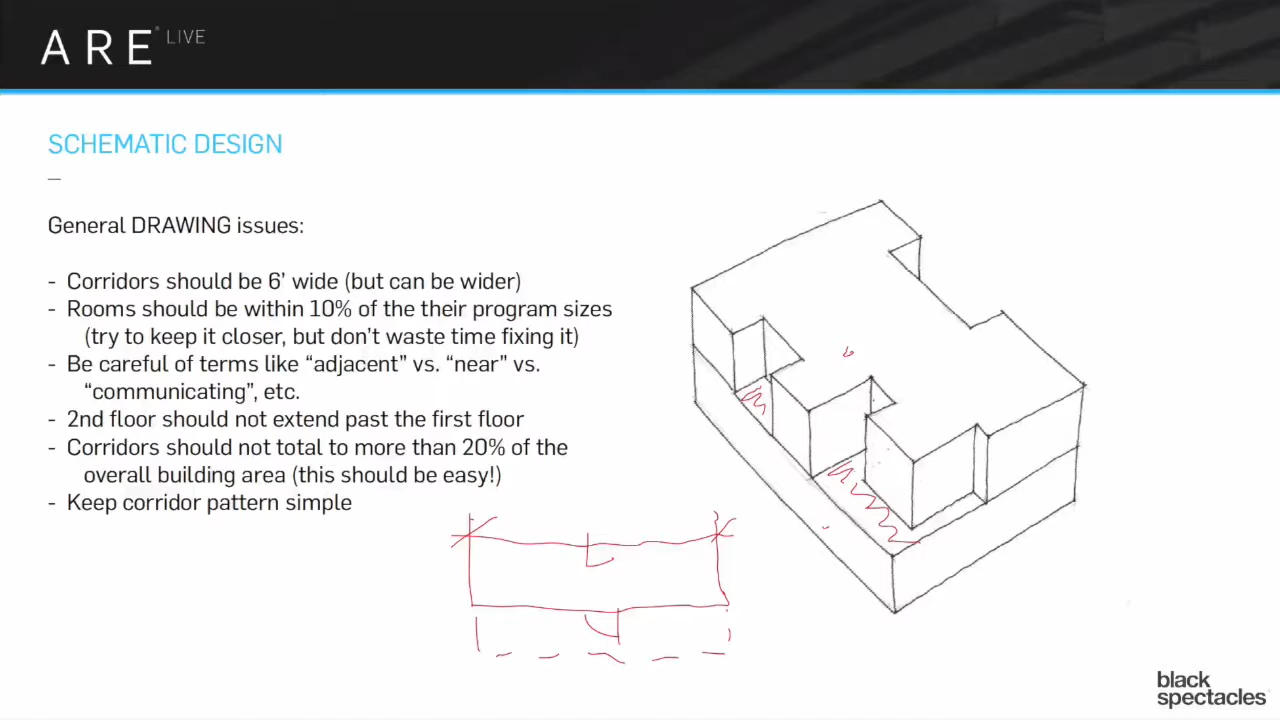 ARE® LIVE
SCHEMATIC DESIGN
General DRAWING issues:
- Corridors should be 6' wide (but can be wider)
- Rooms should be within 10% of the their program sizes
(try to keep it closer, but don't waste time fixing it)
- Be careful of terms like “adjacent” vs. “near” vs.
“communicating”, etc.
- 2nd floor should not extend past the first floor
- Corridors should not total to more than 20% of the
overall building area (this should be easy!)
- Keep corridor pattern simple
black
spectacles